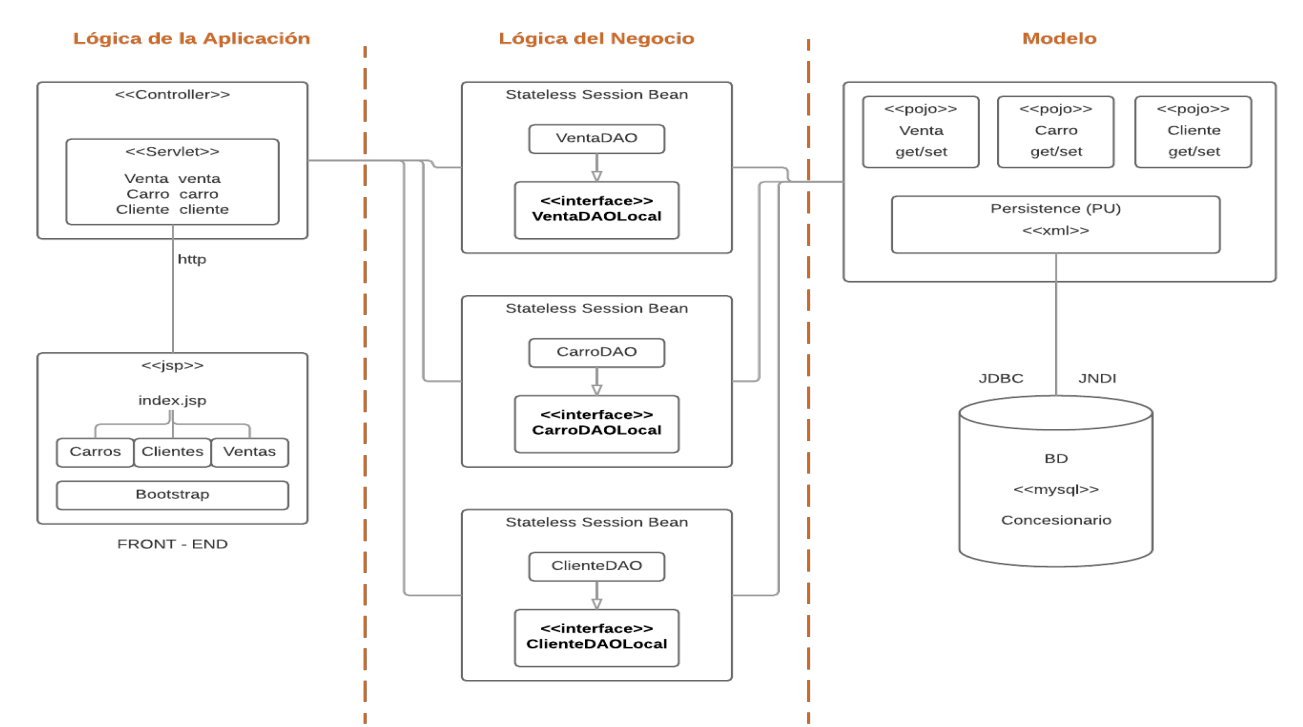 Lógica de la Aplicación
<<Controller>>
<<Servlet>>
Venta venta
Carro carro
Cliente cliente
http
<<jsp>>
index.jsp
Carros
Clientes
Ventas
Bootstrap
FRONT - END
Lógica del Negocio
Stateless Session Bean
VentaDAO
<<interface>>
VentaDAOLocal
Stateless Session Bean
CarroDAO
<<interface>>
CarroDAOLocal
Stateless Session Bean
ClienteDAO
<<interface>>
ClienteDAOLocal
Modelo
<<pojo>>
Venta
get/set
<<pojo>>
Carro
get/set
<<pojo>>
Cliente
get/set
Persistence (PU)
<<xml>>
JDBC
JNDI
BD
<<mysql>>
Concesionario